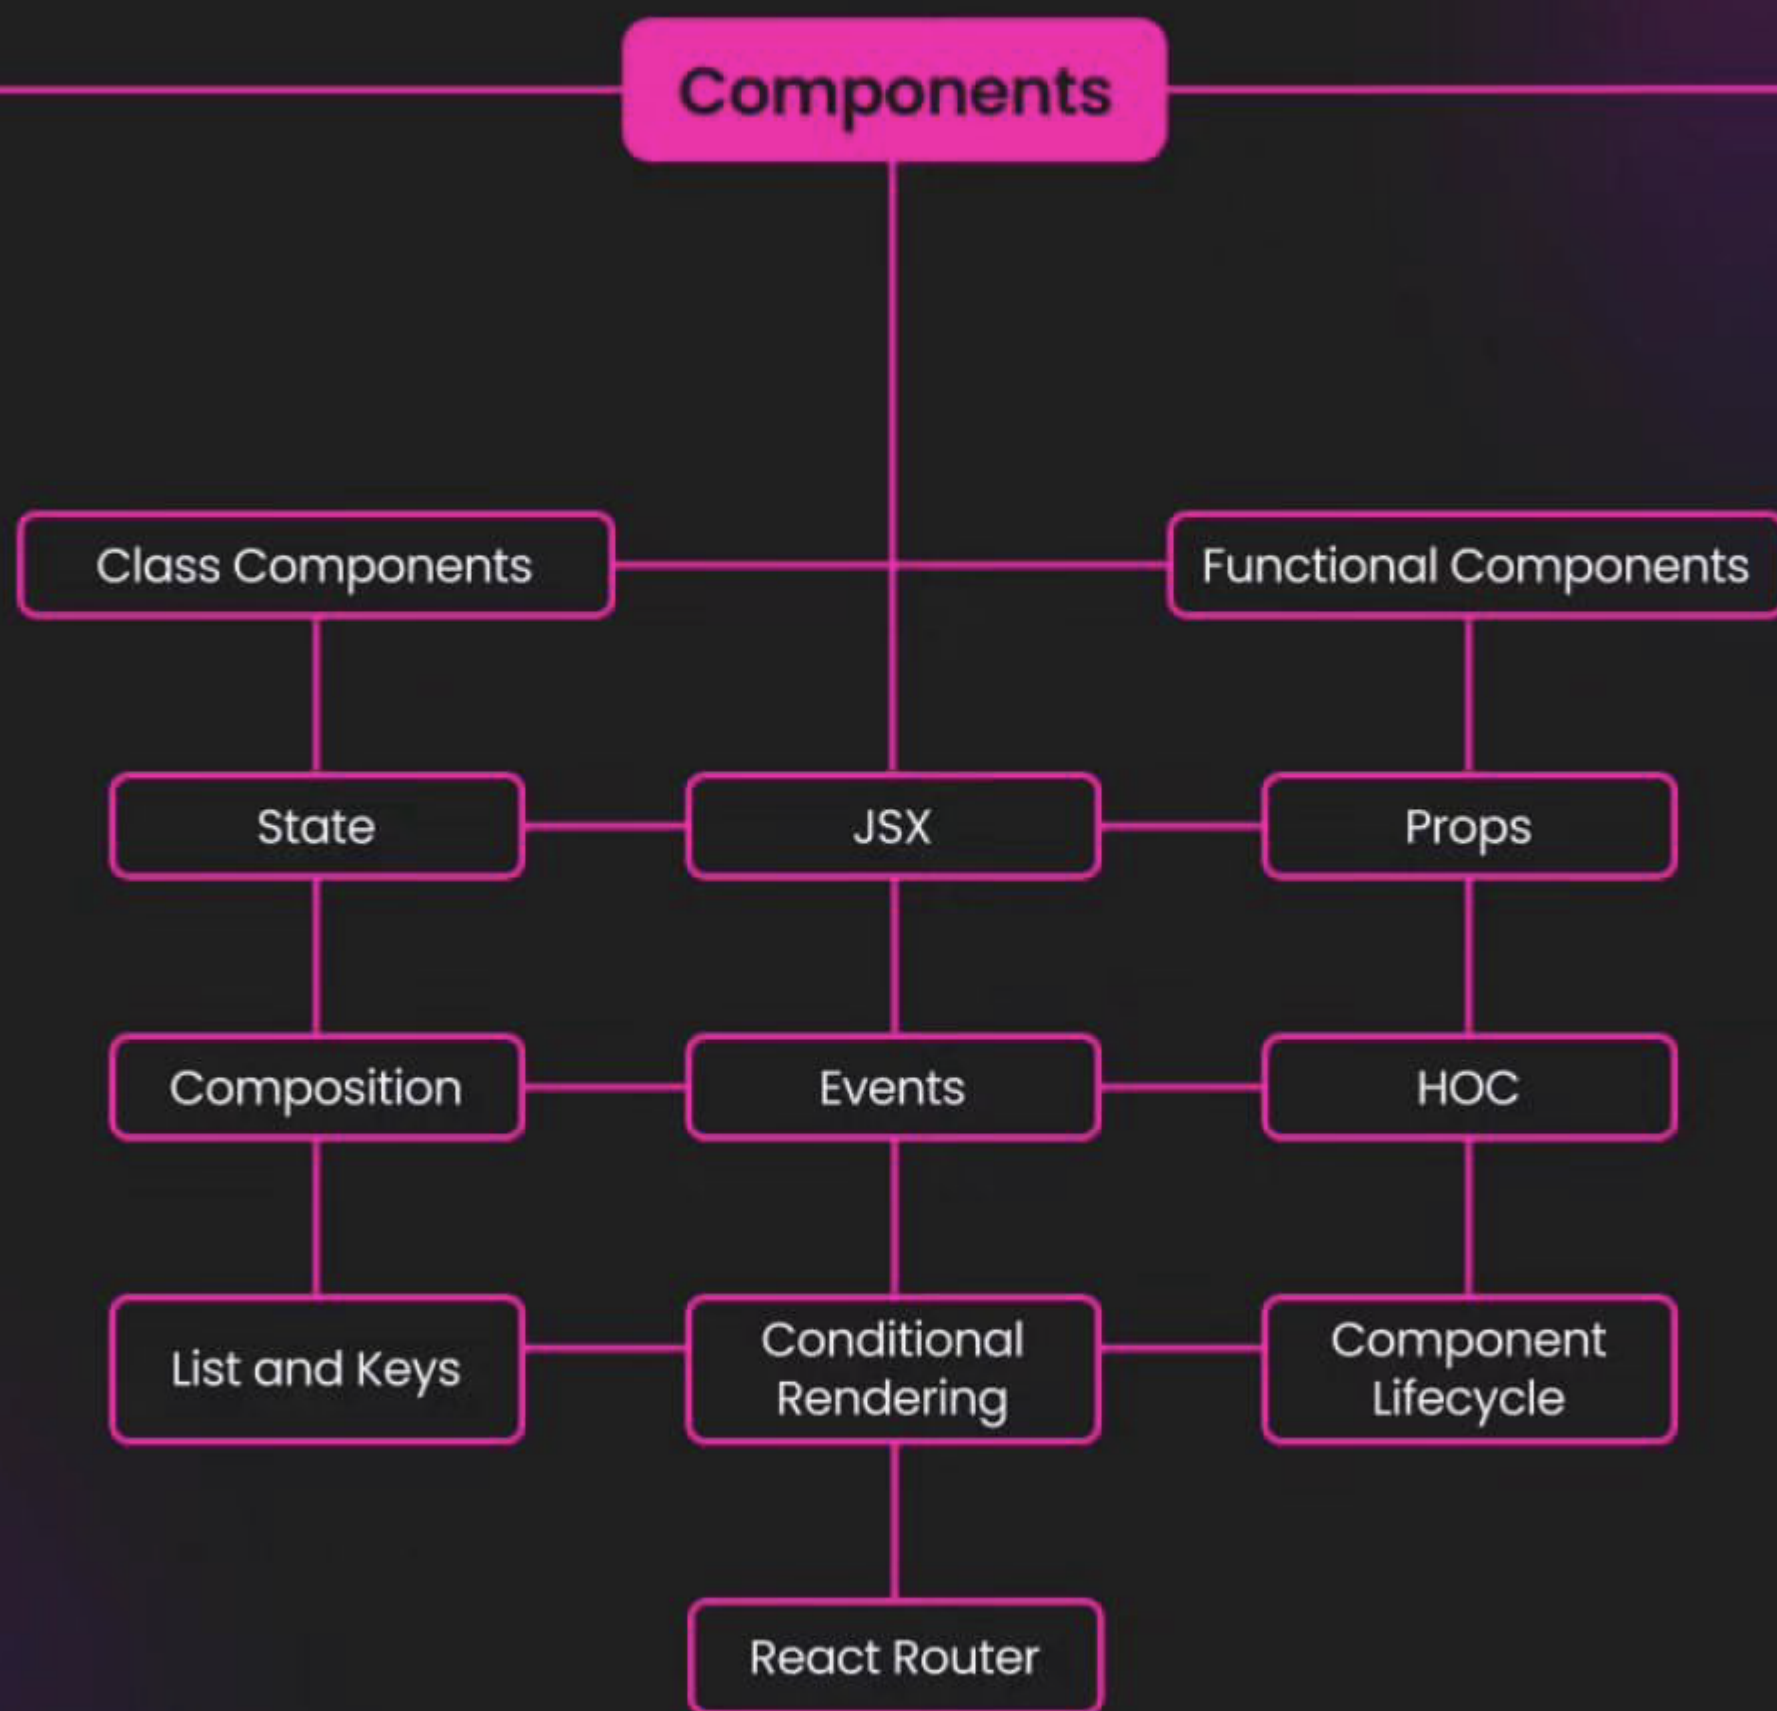 Components
Class Components
Functional Components
State
JSX
Props
Composition
Events
HOC
List and Keys
Conditional
Rendering
Component
Lifecycle
React Router